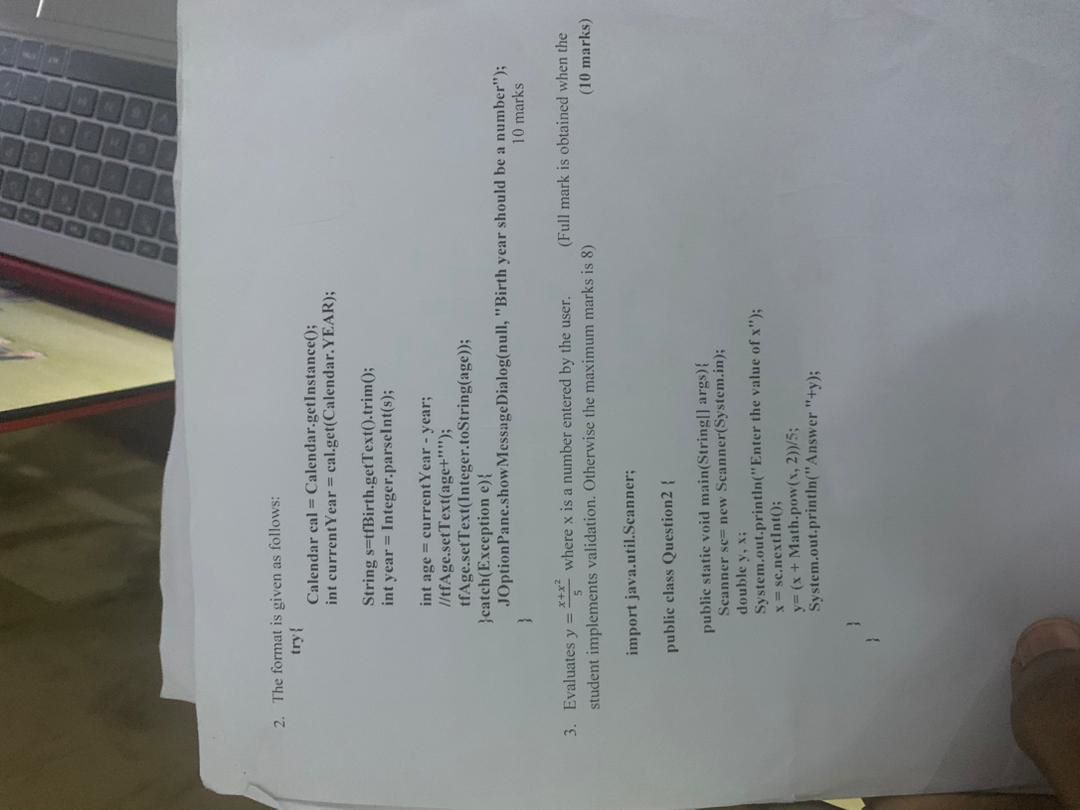 2. The format is given as follows:
try{
Calendar cal = Calendar.getInstance();
int currentYear = cal.get(Calendar.YEAR);
String s=tfBirth.getText().trim();
int year = Integer.parseInt(s);
int age = currentYear - year;
//tfAge.setText(age+"");
tfAge.setText(Integer.toString(age));
}catch(Exception e){
JOptionPane.showMessageDialog(null, "Birth year should be a number");
} 10 marks
3. Evaluates y = (x+x²)/5 where x is a number entered by the user. (Full mark is obtained when the
student implements validation. Otherwise the maximum marks is 8) (10 marks)
import java.util.Scanner;
public class Question2 {
public static void main(String[] args){
Scanner sc= new Scanner(System.in);
double y, x;
System.out.println("Enter the value of x");
x = sc.nextInt();
y= (x + Math.pow(x, 2))/5;
System.out.println("Answer "+y);
}
}